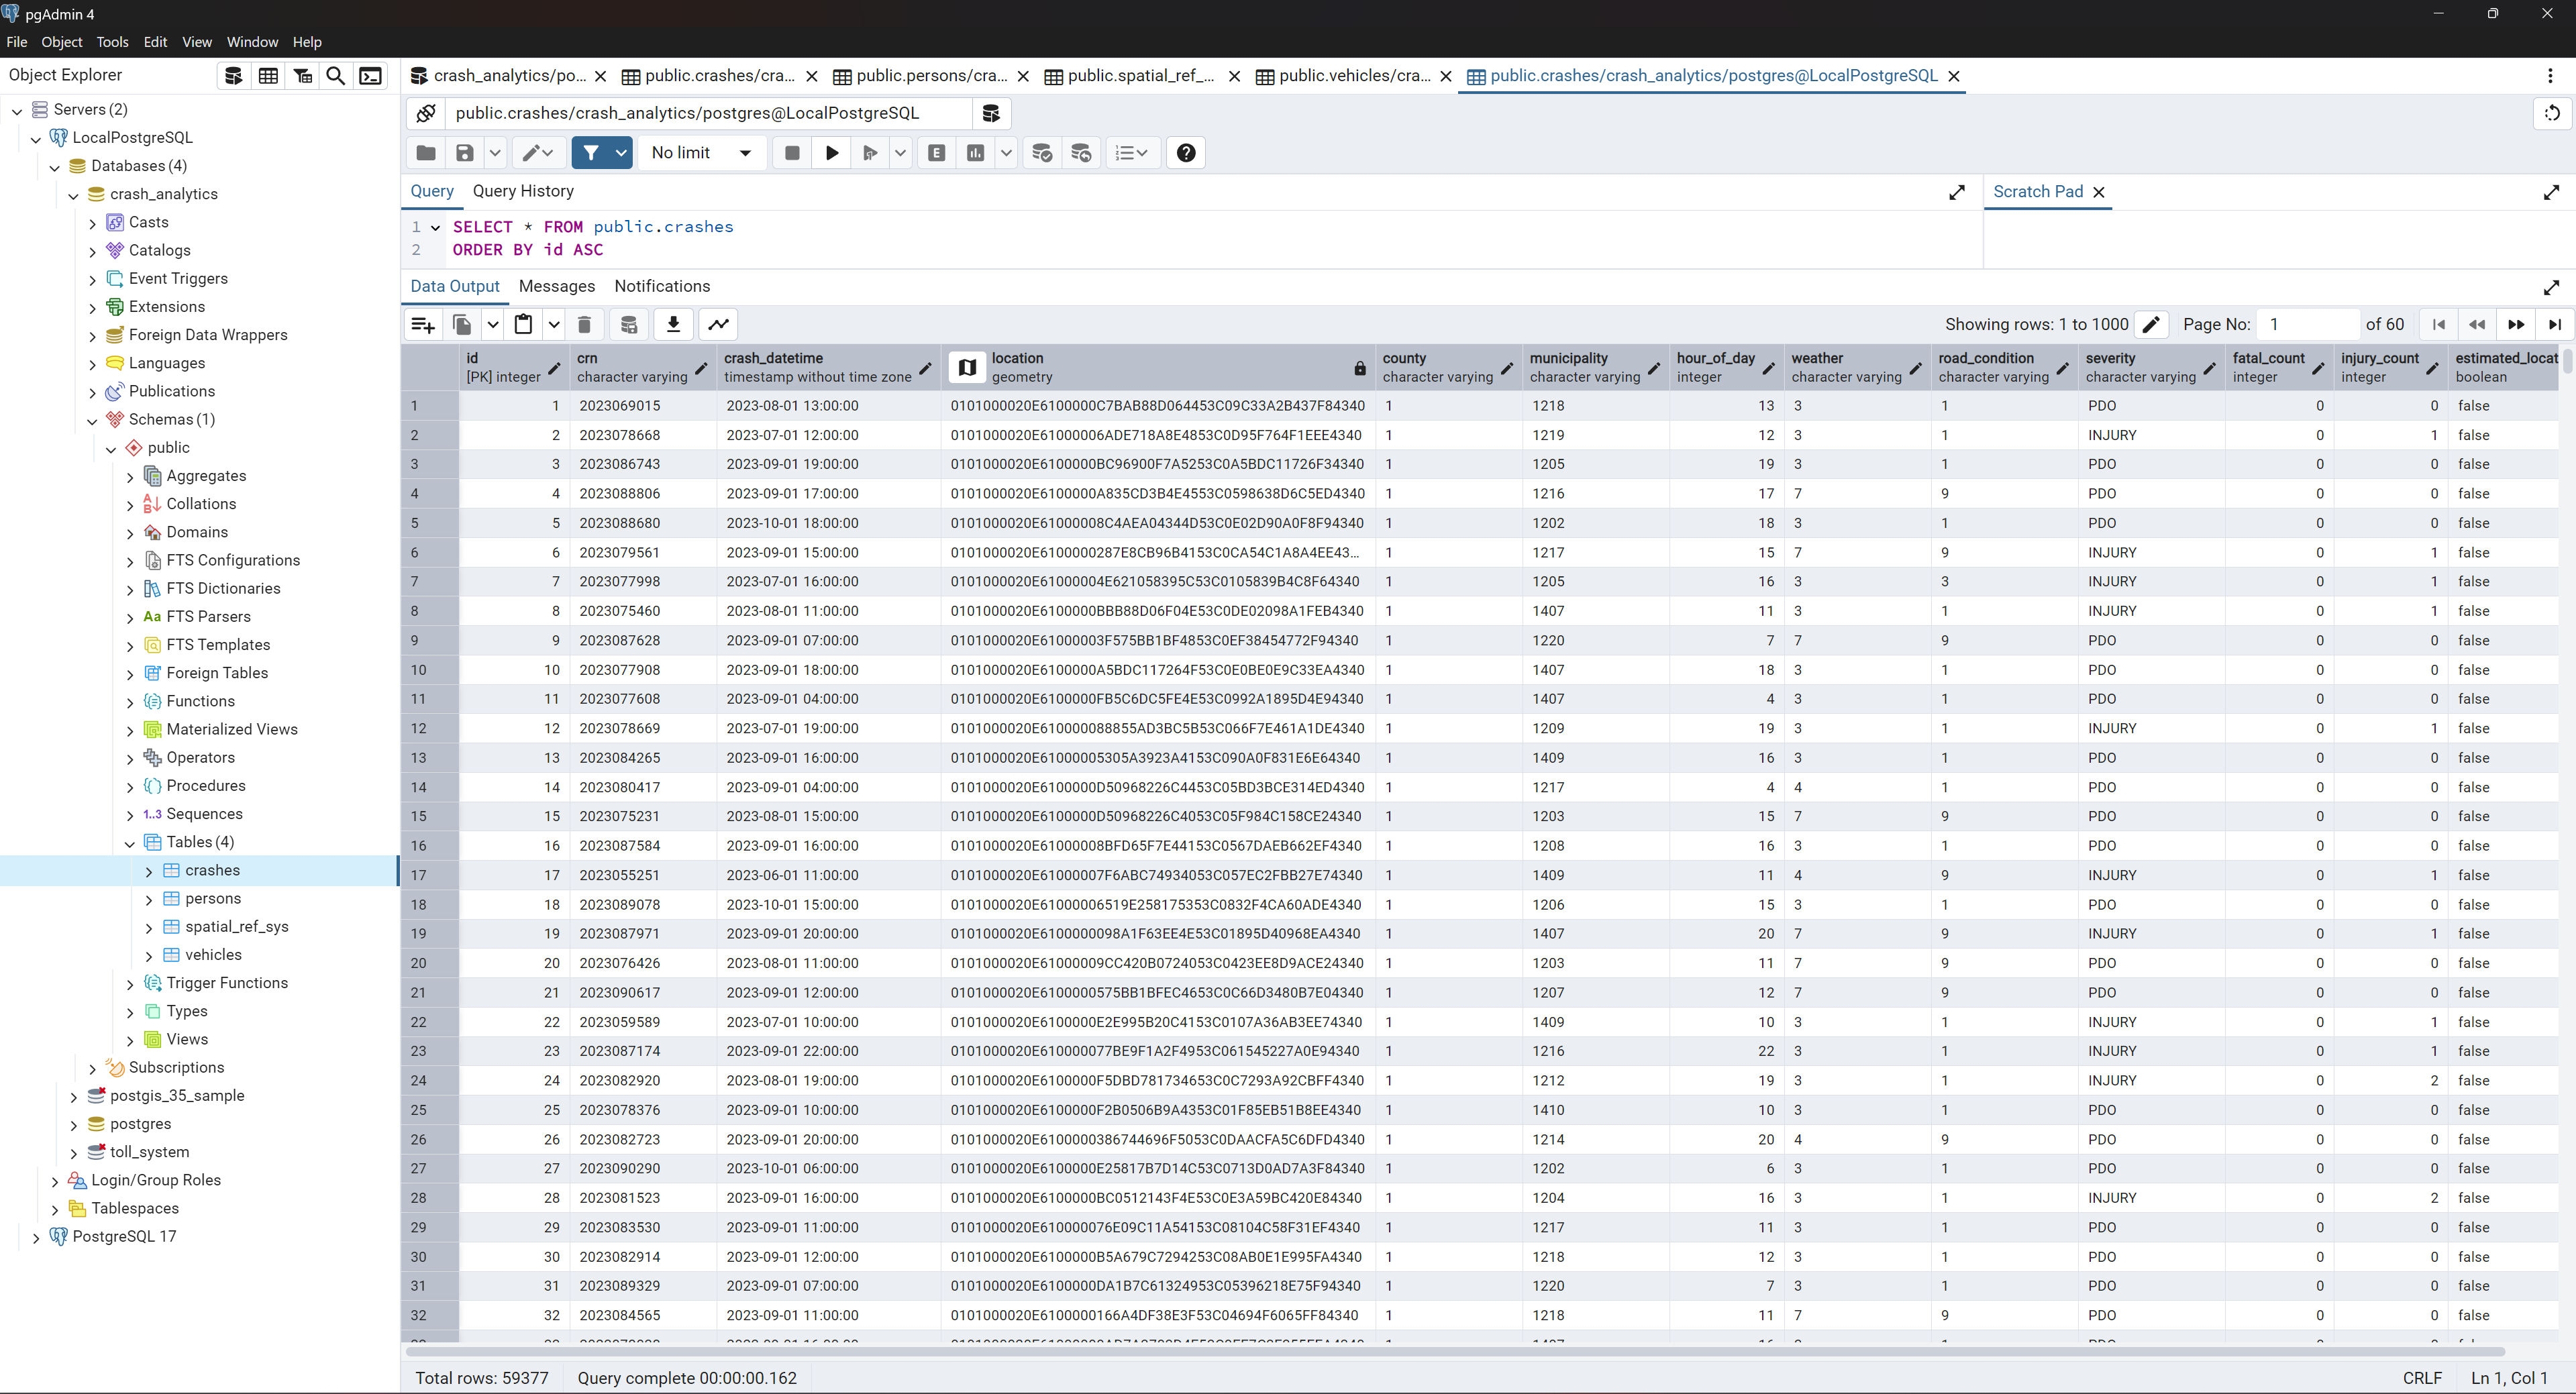 pgAdmin 4
File Object Tools Edit View Window Help
Object Explorer
crash_analytics/po... public.crashes/cra... public.persons/cra... public.spatial_ref_... public.vehicles/cra... public.crashes/crash_analytics/postgres@LocalPostgreSQL
Servers (2)
LocalPostgreSQL
Databases (4)
crash_analytics
Casts
Catalogs
Event Triggers
Extensions
Foreign Data Wrappers
Languages
Publications
Schemas (1)
public
Aggregates
Collations
Domains
FTS Configurations
FTS Dictionaries
Aa FTS Parsers
FTS Templates
Foreign Tables
Functions
Materialized Views
Operators
Procedures
1..3 Sequences
Tables (4)
crashes
persons
spatial_ref_sys
vehicles
Trigger Functions
Types
Views
Subscriptions
postgis_35_sample
postgres
toll_system
Login/Group Roles
Tablespaces
PostgreSQL 17
public.crashes/crash_analytics/postgres@LocalPostgreSQL
No limit E
Query Query History
Scratch Pad
1 SELECT * FROM public.crashes
2 ORDER BY id ASC
Data Output Messages Notifications
Showing rows: 1 to 1000 Page No: 1 of 60
id crn crash_datetime location county municipality hour_of_day weather road_condition severity fatal_count injury_count estimated_locat
[PK] integer character varying timestamp without time zone geometry character varying character varying integer character varying character varying character varying integer integer boolean
1 1 2023069015 2023-08-01 13:00:00 0101000020E6100000C7BAB88D064453C09C33A2B437F84340 1 1218 13 3 1 PDO 0 0 false
2 2 2023078668 2023-07-01 12:00:00 0101000020E61000006ADE718A8E4853C0D95F764F1EEE4340 1 1219 12 3 1 INJURY 0 1 false
3 3 2023086743 2023-09-01 19:00:00 0101000020E6100000BC96900F7A5253C0A5BDC11726F34340 1 1205 19 3 1 PDO 0 0 false
4 4 2023088806 2023-09-01 17:00:00 0101000020E6100000A835CD3B4E4553C0598638D6C5ED4340 1 1216 17 7 9 PDO 0 0 false
5 5 2023088680 2023-10-01 18:00:00 0101000020E61000008C4AEA04344D53C0E02D90A0F8F94340 1 1202 18 3 1 PDO 0 0 false
6 6 2023079561 2023-09-01 15:00:00 0101000020E6100000287E8CB96B4153C0CA54C1A8A4EE43... 1 1217 15 7 9 INJURY 0 1 false
7 7 2023077998 2023-07-01 16:00:00 0101000020E61000004E621058395C53C0105839B4C8F64340 1 1205 16 3 3 INJURY 0 1 false
8 8 2023075460 2023-08-01 11:00:00 0101000020E6100000BBB88D06F04E53C0DE02098A1FEB4340 1 1407 11 3 1 INJURY 0 1 false
9 9 2023087628 2023-09-01 07:00:00 0101000020E61000003F575BB1BF4853C0EF38454772F94340 1 1220 7 7 9 PDO 0 0 false
10 10 2023077908 2023-09-01 18:00:00 0101000020E6100000A5BDC117264F53C0E0BE0E9C33EA4340 1 1407 18 3 1 PDO 0 0 false
11 11 2023077608 2023-09-01 04:00:00 0101000020E6100000FB5C6DC5FE4E53C0992A1895D4E94340 1 1407 4 3 1 PDO 0 0 false
12 12 2023078669 2023-07-01 19:00:00 0101000020E610000088855AD3BC5B53C066F7E461A1DE4340 1 1209 19 3 1 INJURY 0 1 false
13 13 2023084265 2023-09-01 16:00:00 0101000020E61000005305A3923A4153C090A0F831E6E64340 1 1409 16 3 1 PDO 0 0 false
14 14 2023080417 2023-09-01 04:00:00 0101000020E6100000D50968226C4453C05BD3BCE314ED4340 1 1217 4 4 1 PDO 0 0 false
15 15 2023075231 2023-08-01 15:00:00 0101000020E6100000D50968226C4053C05F984C158CE24340 1 1203 15 7 9 PDO 0 0 false
16 16 2023087584 2023-09-01 16:00:00 0101000020E61000008BFD65F7E44153C0567DAEB662EF4340 1 1208 16 3 1 PDO 0 0 false
17 17 2023055251 2023-06-01 11:00:00 0101000020E61000007F6ABC74934053C057EC2FBB27E74340 1 1409 11 4 9 INJURY 0 1 false
18 18 2023089078 2023-10-01 15:00:00 0101000020E61000006519E258175353C0832F4CA60ADE4340 1 1206 15 3 1 PDO 0 0 false
19 19 2023087971 2023-09-01 20:00:00 0101000020E6100000098A1F63EE4E53C01895D40968EA4340 1 1407 20 7 9 INJURY 0 1 false
20 20 2023076426 2023-08-01 11:00:00 0101000020E61000009CC420B0724053C0423EE8D9ACE24340 1 1203 11 7 9 PDO 0 0 false
21 21 2023090617 2023-09-01 12:00:00 0101000020E6100000575BB1BFEC4653C0C66D3480B7E04340 1 1207 12 7 9 PDO 0 0 false
22 22 2023059589 2023-07-01 10:00:00 0101000020E6100000E2E995B20C4153C0107A36AB3EE74340 1 1409 10 3 1 INJURY 0 1 false
23 23 2023087174 2023-09-01 22:00:00 0101000020E610000077BE9F1A2F4953C061545227A0E94340 1 1216 22 3 1 INJURY 0 1 false
24 24 2023082920 2023-08-01 19:00:00 0101000020E6100000F5DBD781734653C0C7293A92CBFF4340 1 1212 19 3 1 INJURY 0 2 false
25 25 2023078376 2023-09-01 10:00:00 0101000020E6100000F2B0506B9A4353C01F85EB51B8EE4340 1 1410 10 3 1 PDO 0 0 false
26 26 2023082723 2023-09-01 20:00:00 0101000020E6100000386744696F5053C0DAACFA5C6DFD4340 1 1214 20 4 9 PDO 0 0 false
27 27 2023090290 2023-10-01 06:00:00 0101000020E6100000E25817B7D14C53C0713D0AD7A3F84340 1 1202 6 3 1 PDO 0 0 false
28 28 2023081523 2023-09-01 16:00:00 0101000020E6100000BC0512143F4E53C0E3A59BC420E84340 1 1204 16 3 1 INJURY 0 2 false
29 29 2023083530 2023-09-01 11:00:00 0101000020E610000076E09C11A54153C08104C58F31EF4340 1 1217 11 3 1 PDO 0 0 false
30 30 2023082914 2023-09-01 12:00:00 0101000020E6100000B5A679C7294253C08AB0E1E995FA4340 1 1218 12 3 1 PDO 0 0 false
31 31 2023089329 2023-09-01 07:00:00 0101000020E6100000DA1B7C61324953C05396218E75F94340 1 1220 7 3 1 PDO 0 0 false
32 32 2023084565 2023-09-01 11:00:00 0101000020E6100000166A4DF38E3F53C04694F6065FF84340 1 1218 11 7 9 PDO 0 0 false
Total rows: 59377 Query complete 00:00:00.162 CRLF Ln 1, Col 1